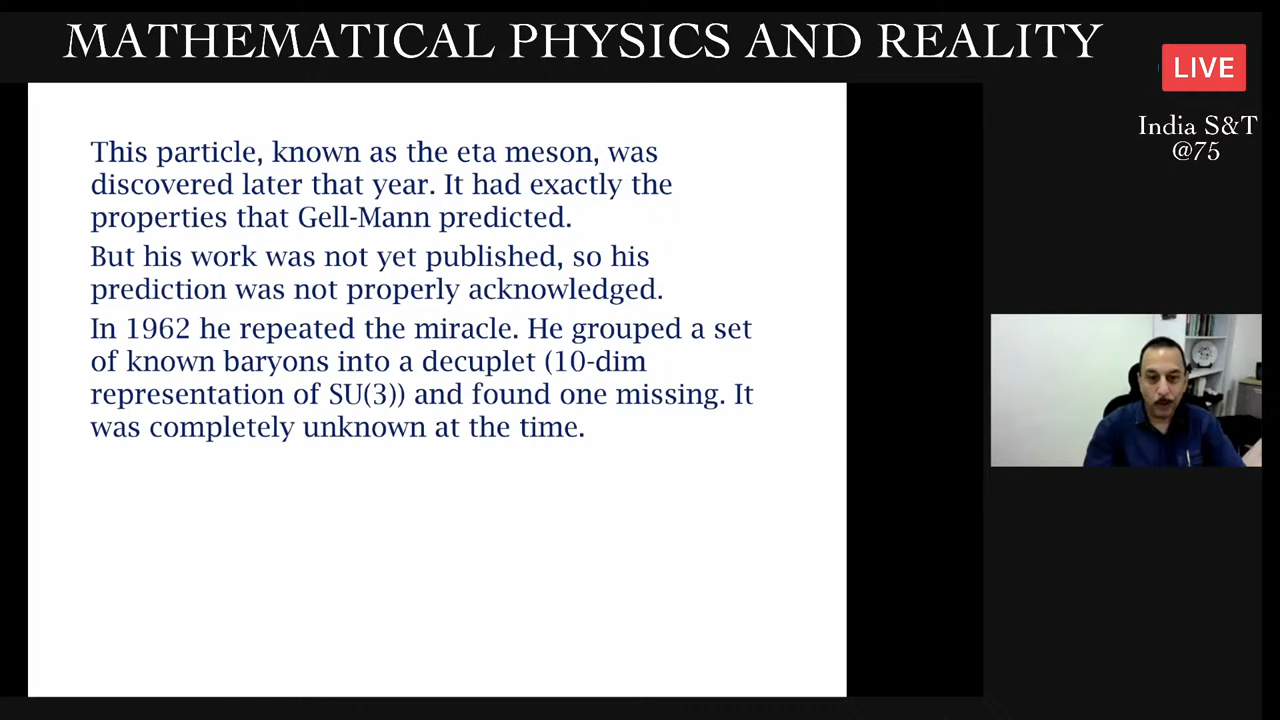 MATHEMATICAL PHYSICS AND REALITY
LIVE
India S&T
@75
This particle, known as the eta meson, was
discovered later that year. It had exactly the
properties that Gell-Mann predicted.
But his work was not yet published, so his
prediction was not properly acknowledged.
In 1962 he repeated the miracle. He grouped a set
of known baryons into a decuplet (10-dim
representation of SU(3)) and found one missing. It
was completely unknown at the time.